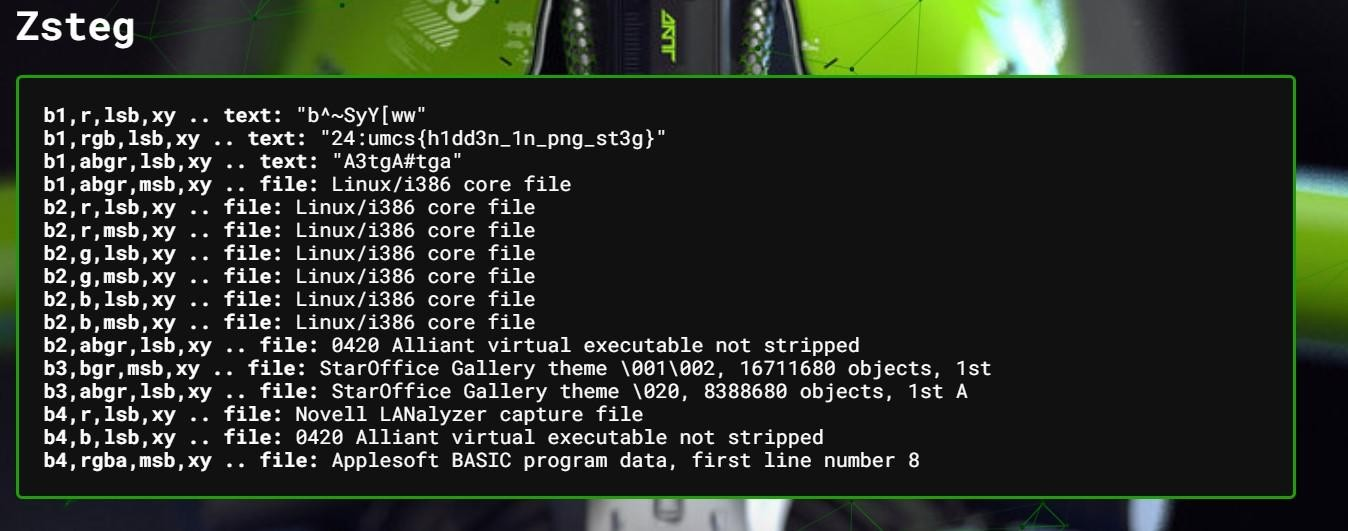 Zsteg
b1,r,lsb,xy .. text: "b^~SyY[ww"
b1,rgb,lsb,xy .. text: "24:umcs{h1dd3n_1n_png_st3g}"
b1,abgr,lsb,xy .. text: "A3tgA#tga"
b1,abgr,msb,xy .. file: Linux/i386 core file
b2,r,lsb,xy .. file: Linux/i386 core file
b2,r,msb,xy .. file: Linux/i386 core file
b2,g,lsb,xy .. file: Linux/i386 core file
b2,g,msb,xy .. file: Linux/i386 core file
b2,b,lsb,xy .. file: Linux/i386 core file
b2,b,msb,xy .. file: Linux/i386 core file
b2,abgr,lsb,xy .. file: 0420 Alliant virtual executable not stripped
b3,bgr,msb,xy .. file: StarOffice Gallery theme \001\002, 16711680 objects, 1st
b3,abgr,lsb,xy .. file: StarOffice Gallery theme \020, 8388680 objects, 1st A
b4,r,lsb,xy .. file: Novell LANalyzer capture file
b4,b,lsb,xy .. file: 0420 Alliant virtual executable not stripped
b4,rgba,msb,xy .. file: Applesoft BASIC program data, first line number 8